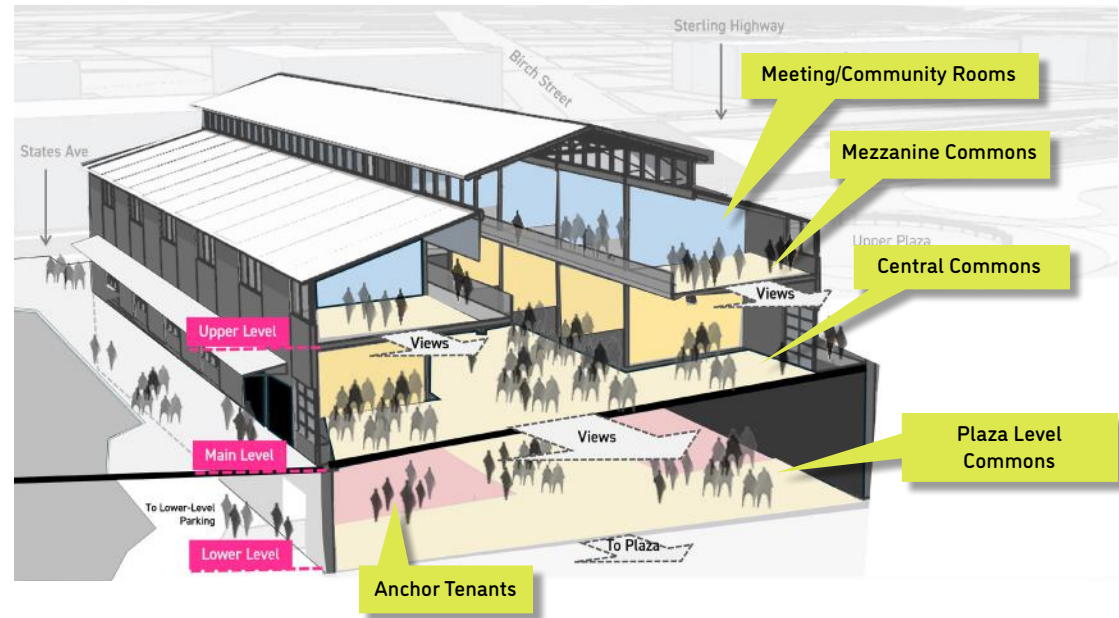 Sterling Highway
Birch Street
Meeting/Community Rooms
States Ave
Mezzanine Commons
Upper Plaza
Central Commons
Views
Upper Level
Views
Plaza Level
Commons
Views
Main Level
To Lower-Level
Parking
Lower Level
To Plaza
Anchor Tenants